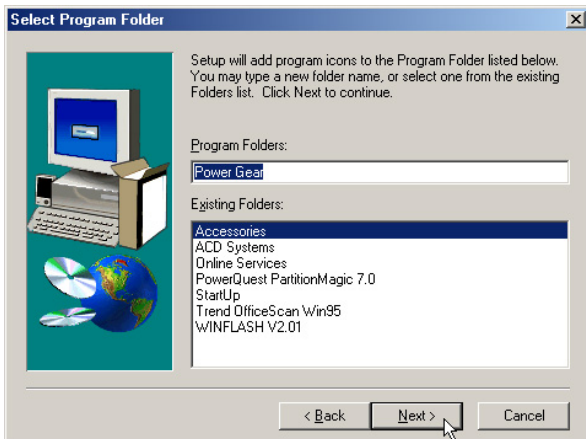 Select Program Folder
Setup will add program icons to the Program Folder listed below.
You may type a new folder name, or select one from the existing
Folders list. Click Next to continue.
Program Folders:
Power Gear
Existing Folders:
Accessories
ACD Systems
Online Services
PowerQuest PartitionMagic 7.0
StartUp
Trend OfficeScan Win95
WINFLASH V2.01
< Back
Next >
Cancel